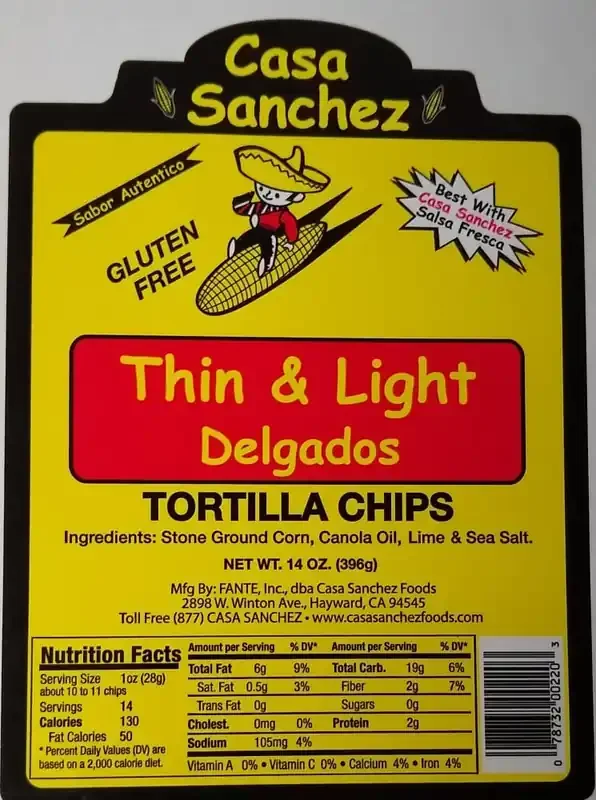 Casa
Sanchez
Sabor Autentico
GLUTEN
FREE
Best With
Casa Sanchez
Salsa Fresca
Thin & Light
Delgados
TORTILLA CHIPS
Ingredients: Stone Ground Corn, Canola Oil, Lime & Sea Salt.
NET WT. 14 OZ. (396g)
Mfg By: FANTE, Inc., dba Casa Sanchez Foods
2898 W. Winton Ave., Hayward, CA 94545
Toll Free (877) CASA SANCHEZ • www.casasanchezfoods.com
Nutrition Facts
Serving Size 1oz (28g)
about 10 to 11 chips
Servings 14
Calories 130
Fat Calories 50
* Percent Daily Values (DV) are
based on a 2,000 calorie diet.
Amount per Serving % DV* Amount per Serving % DV*
Total Fat 6g 9% Total Carb. 19g 6%
Sat. Fat 0.5g 3% Fiber 2g 7%
Trans Fat 0g Sugars 0g
Cholest. 0mg 0% Protein 2g
Sodium 105mg 4%
Vitamin A 0% • Vitamin C 0% • Calcium 4% • Iron 4%
0 78732 00220 3